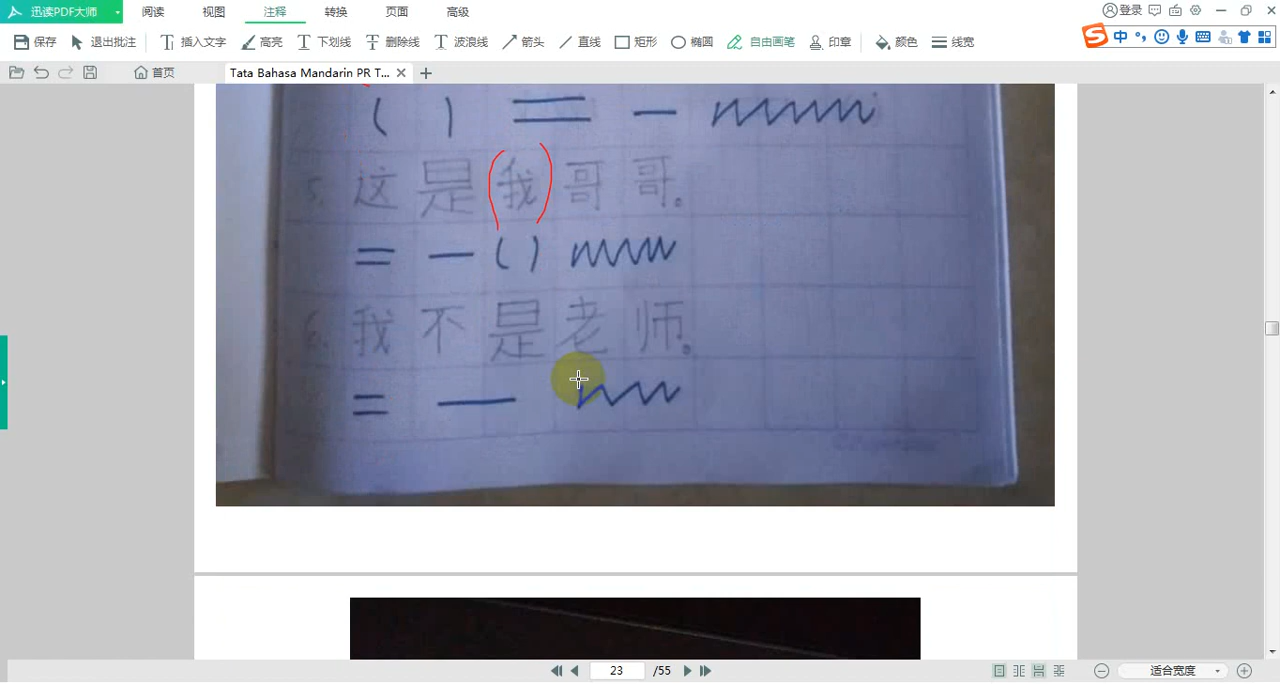 迅读PDF大师 阅读 视图 注释 转换 页面 高级 登录
保存 退出批注 插入文字 高亮 下划线 删除线 波浪线 箭头 直线 矩形 椭圆 自由画笔 印章 颜色 线宽 中
首页 Tata Bahasa Mandarin PR T...
5. 这是(我)哥哥。
6. 我不是老师。
23 /55 适合宽度